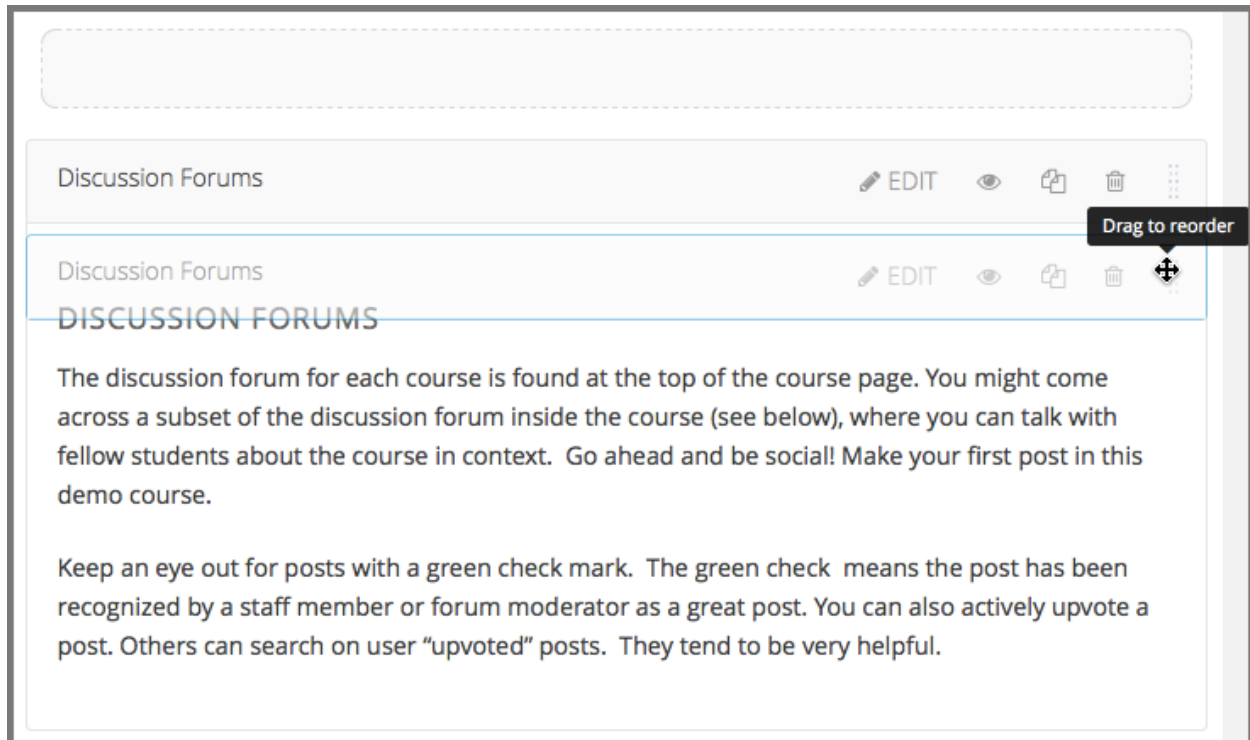 Discussion Forums EDIT
Drag to reorder
Discussion Forums EDIT
DISCUSSION FORUMS
The discussion forum for each course is found at the top of the course page. You might come
across a subset of the discussion forum inside the course (see below), where you can talk with
fellow students about the course in context.  Go ahead and be social! Make your first post in this
demo course.
Keep an eye out for posts with a green check mark.  The green check  means the post has been
recognized by a staff member or forum moderator as a great post. You can also actively upvote a
post. Others can search on user “upvoted” posts.  They tend to be very helpful.